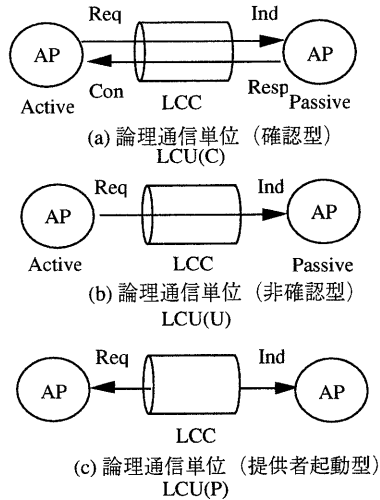 Req Ind
AP AP
Con Resp
Active LCC Passive
(a) 論理通信単位（確認型）
LCU(C)
Req Ind
AP AP
Active LCC Passive
(b) 論理通信単位（非確認型）
LCU(U)
Req Ind
AP AP
LCC
(c) 論理通信単位（提供者起動型）
LCU(P)